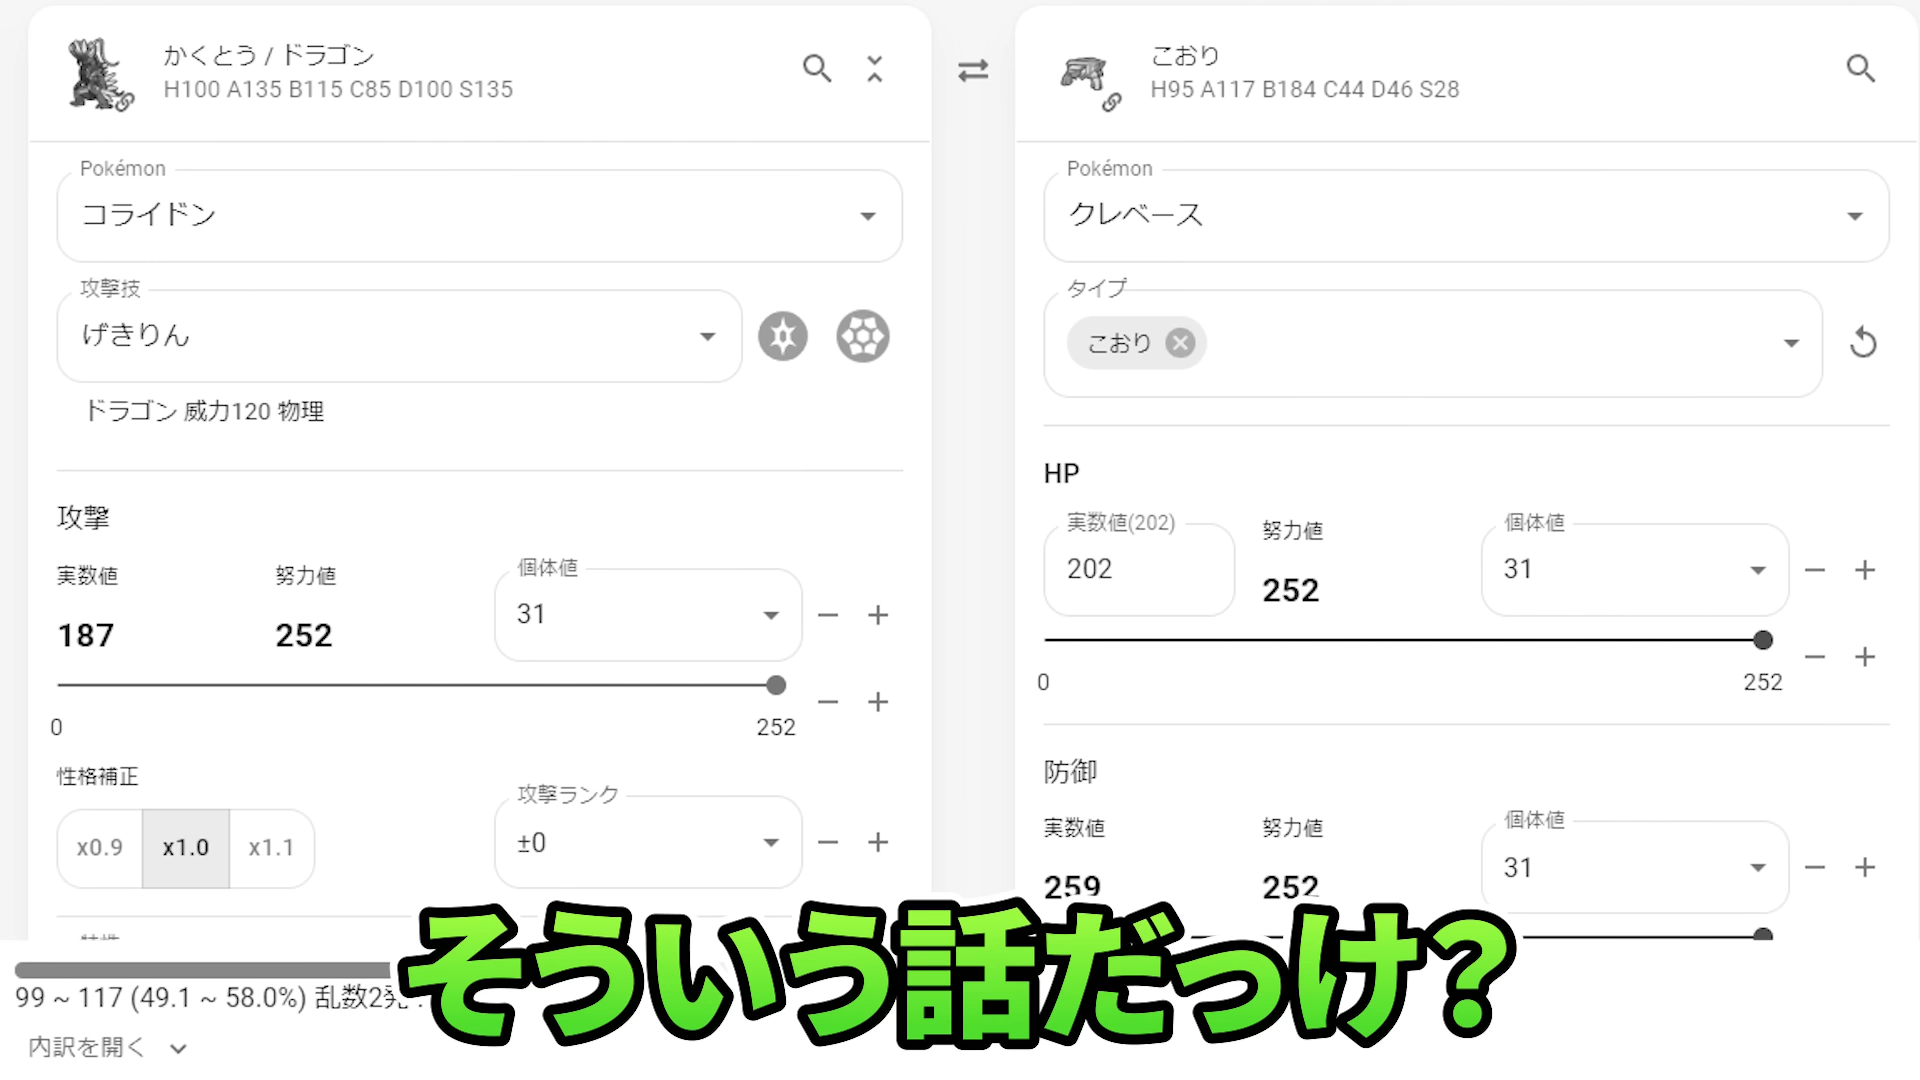 かくとう / ドラゴン
H100 A135 B115 C85 D100 S135
Pokémon
コライドン
攻撃技
げきりん
ドラゴン 威力120 物理
攻撃
実数値
187
努力値
252
個体値
31
0
252
性格補正
x0.9
x1.0
x1.1
攻撃ランク
±0
こおり
H95 A117 B184 C44 D46 S28
Pokémon
クレベース
タイプ
こおり
HP
実数値(202)
202
努力値
252
個体値
31
0
252
防御
実数値
259
努力値
252
個体値
31
99 ~ 117 (49.1 ~ 58.0%) 乱数2発
内訳を開く
そういう話だっけ?